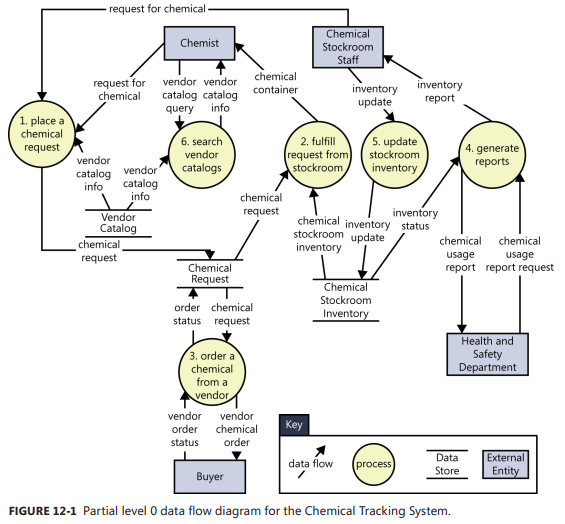 request for chemical
Chemist
Chemical
Stockroom
Staff
request for
chemical
vendor
catalog
query
vendor
catalog
info
chemical
container
inventory
update
inventory
report
1. place a
chemical
request
6. search
vendor
catalogs
2. fulfill
request from
stockroom
5. update
stockroom
inventory
4. generate
reports
vendor
catalog
info
vendor
catalog
info
Vendor
Catalog
chemical
request
chemical
request
chemical
stockroom
inventory
inventory
update
inventory
status
chemical
usage
report
chemical
usage
report request
Chemical
Request
Chemical
Stockroom
Inventory
order
status
chemical
request
Health and
Safety
Department
3. order a
chemical
from a
vendor
vendor
order
status
vendor
chemical
order
Buyer
Key
data flow
process
Data
Store
External
Entity
FIGURE 12-1 Partial level 0 data flow diagram for the Chemical Tracking System.